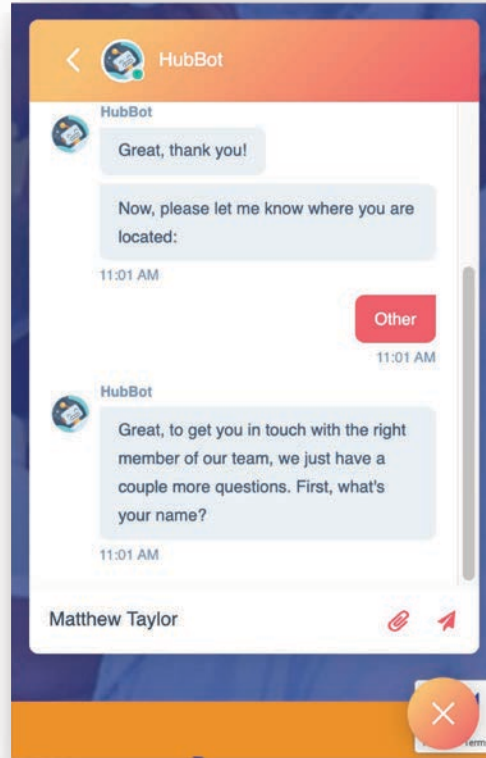 HubBot
HubBot
Great, thank you!
Now, please let me know where you are
located:
11:01 AM
Other
11:01 AM
HubBot
Great, to get you in touch with the right
member of our team, we just have a
couple more questions. First, what's
your name?
11:01 AM
Matthew Taylor